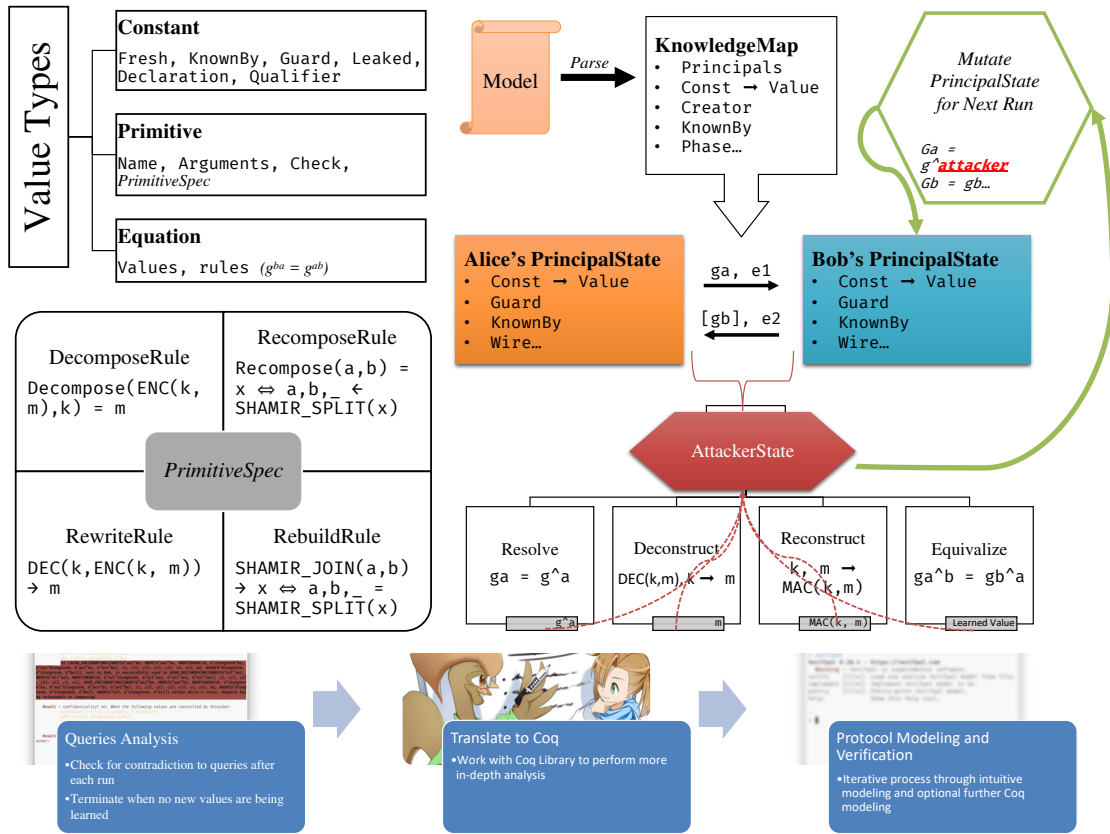 Value Types
Constant
Fresh, KnownBy, Guard, Leaked,
Declaration, Qualifier
Primitive
Name, Arguments, Check,
PrimitiveSpec
Equation
Values, rules (g^ba = g^ab)
Model
Parse
KnowledgeMap
• Principals
• Const → Value
• Creator
• KnownBy
• Phase…
Mutate
PrincipalState
for Next Run
Ga =
g^attacker
Gb = gb…
Alice's PrincipalState
• Const → Value
• Guard
• KnownBy
• Wire…
ga, e1
[gb], e2
Bob's PrincipalState
• Const → Value
• Guard
• KnownBy
• Wire…
DecomposeRule
Decompose(ENC(k,
m),k) = m
RecomposeRule
Recompose(a,b) =
x ⇔ a,b,_ ←
SHAMIR_SPLIT(x)
PrimitiveSpec
RewriteRule
DEC(k,ENC(k, m))
→ m
RebuildRule
SHAMIR_JOIN(a,b)
→ x ⇔ a,b,_ =
SHAMIR_SPLIT(x)
AttackerState
Resolve
ga = g^a
g^a
Deconstruct
DEC(k,m), k → m
m
Reconstruct
k, m →
MAC(k,m)
MAC(k, m)
Equivalize
ga^b = gb^a
Learned Value
Queries Analysis
• Check for contradiction to queries after
each run
• Terminate when no new values are being
learned
Translate to Coq
• Work with Coq Library to perform more
in-depth analysis
Protocol Modeling and
Verification
• Iterative process through intuitive
modeling and optional further Coq
modeling